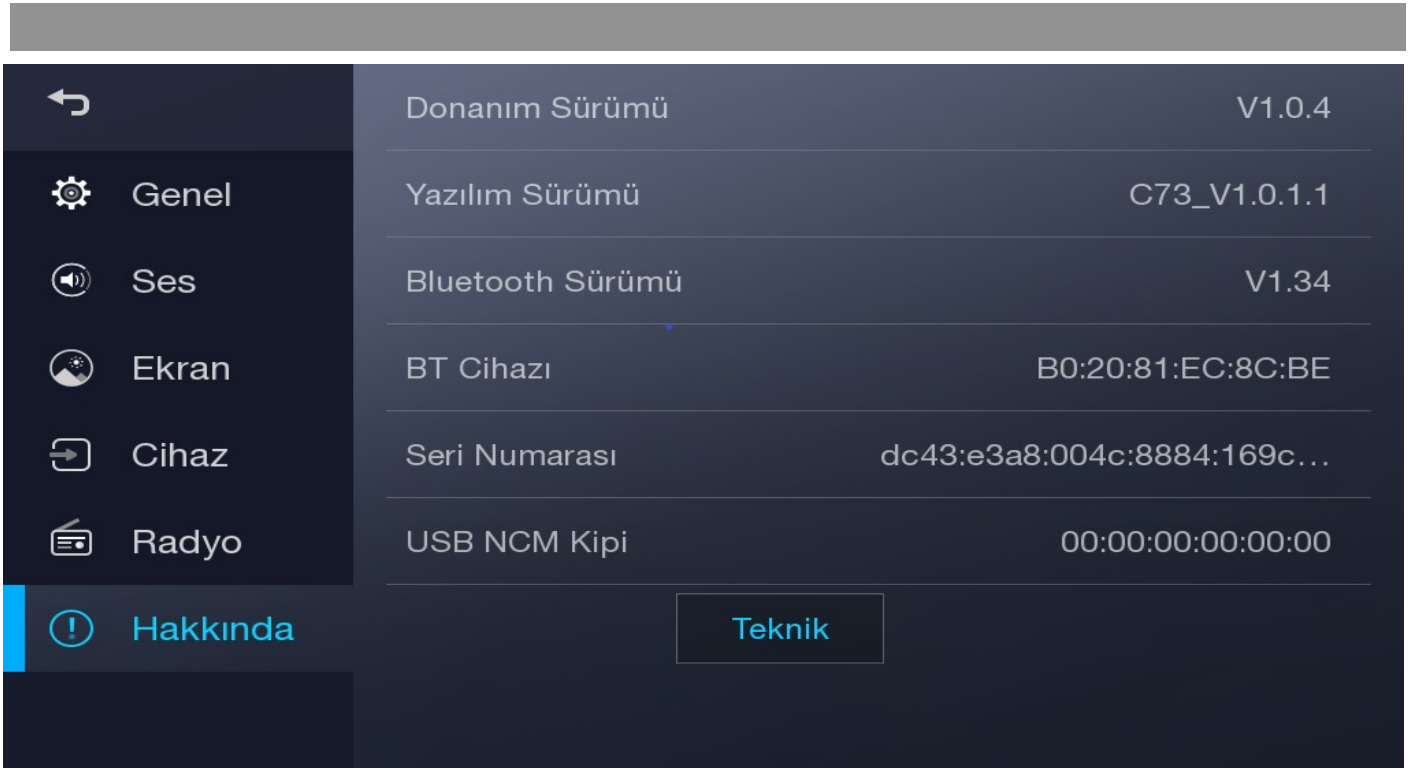 Donanım Sürümü V1.0.4
Genel
Yazılım Sürümü C73_V1.0.1.1
Ses
Bluetooth Sürümü V1.34
Ekran
BT Cihazı B0:20:81:EC:8C:BE
Cihaz
Seri Numarası dc43:e3a8:004c:8884:169c...
Radyo
USB NCM Kipi 00:00:00:00:00:00
Hakkında
Teknik